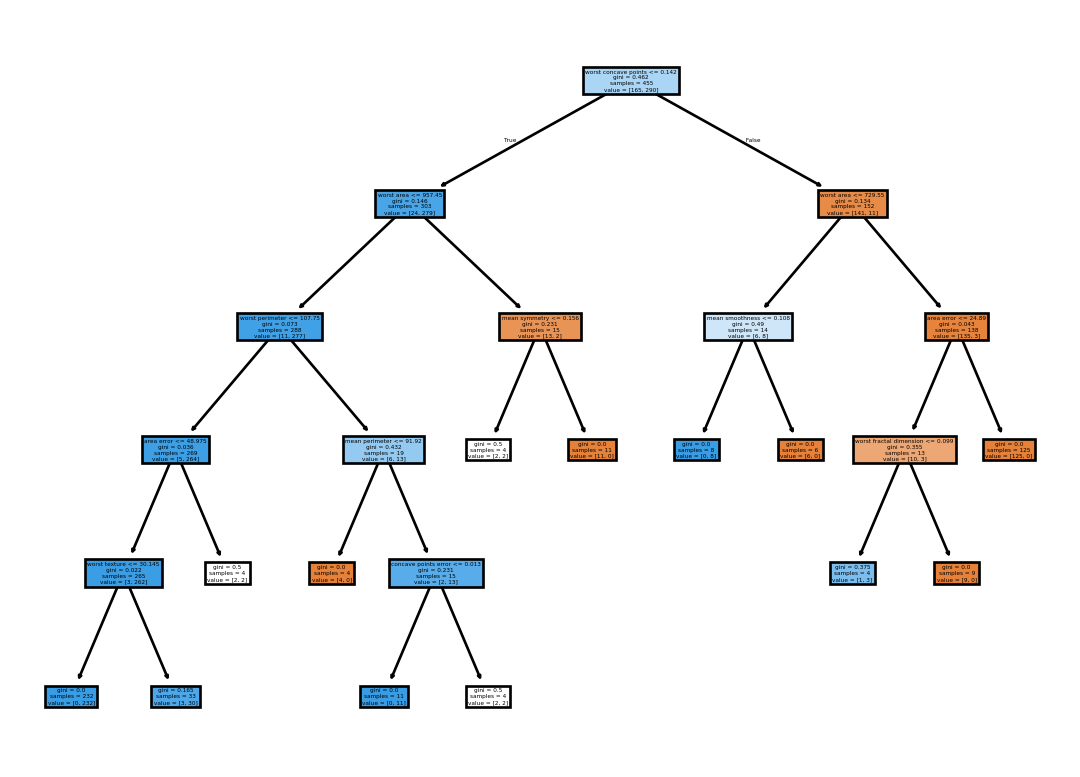 worst concave points <= 0.142
gini = 0.462
samples = 455
value = [165, 290]
True
False
worst area <= 957.45
gini = 0.146
samples = 303
value = [24, 279]
worst area <= 729.55
gini = 0.134
samples = 152
value = [141, 11]
worst perimeter <= 107.75
gini = 0.073
samples = 288
value = [11, 277]
mean symmetry <= 0.156
gini = 0.231
samples = 15
value = [13, 2]
mean smoothness <= 0.108
gini = 0.49
samples = 14
value = [6, 8]
area error <= 24.89
gini = 0.043
samples = 138
value = [135, 3]
area error <= 48.975
gini = 0.036
samples = 269
value = [5, 264]
mean perimeter <= 91.92
gini = 0.432
samples = 19
value = [6, 13]
gini = 0.5
samples = 4
value = [2, 2]
gini = 0.0
samples = 11
value = [11, 0]
gini = 0.0
samples = 8
value = [0, 8]
gini = 0.0
samples = 6
value = [6, 0]
worst fractal dimension <= 0.099
gini = 0.355
samples = 13
value = [10, 3]
gini = 0.0
samples = 125
value = [125, 0]
worst texture <= 30.145
gini = 0.022
samples = 265
value = [3, 262]
gini = 0.5
samples = 4
value = [2, 2]
gini = 0.0
samples = 4
value = [4, 0]
concave points error <= 0.013
gini = 0.231
samples = 15
value = [2, 13]
gini = 0.375
samples = 4
value = [1, 3]
gini = 0.0
samples = 9
value = [9, 0]
gini = 0.0
samples = 232
value = [0, 232]
gini = 0.165
samples = 33
value = [3, 30]
gini = 0.0
samples = 11
value = [0, 11]
gini = 0.5
samples = 4
value = [2, 2]